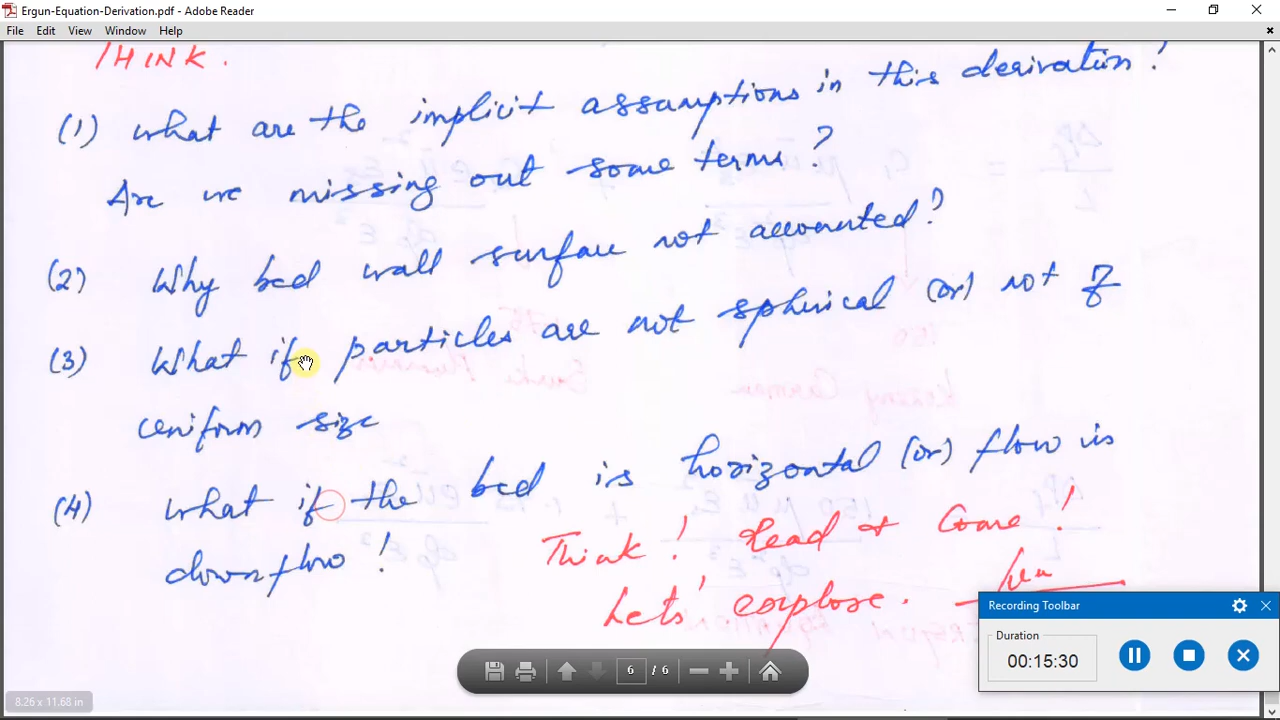 Ergun-Equation-Derivation.pdf - Adobe Reader
File Edit View Window Help
THINK.
(1) What are the implicit assumptions in this derivation!
Are we missing out some terms?
(2) Why bed wall surface not accounted?
(3) What if particles are not spherical (or) not of
uniform size
(4) what if the bed is horizontal (or) flow is
downflow!
Think! Read & Come!
Lets' explore.
Recording Toolbar
Duration
00:15:30
6 / 6
8.26 x 11.68 in